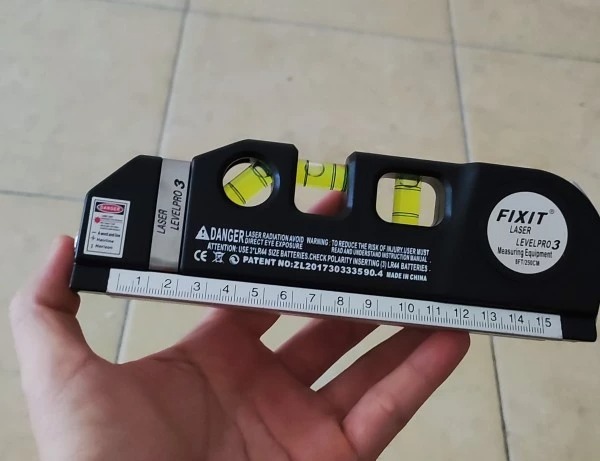 DANGER
LASER
LEVELPRO 3
DANGER LASER RADIATION AVOID DIRECT EYE EXPOSURE
WARNING: TO REDUCE THE RISK OF INJURY, USER MUST READ AND UNDERSTAND INSTRUCTION MANUAL.
ATTENTION: USE 3"LR44 SIZE BATTERIES.CHECK POLARITY INSERTING (3) LR44 BATTERIES.
CE PATENT NO:ZL201730333590.4 MADE IN CHINA
FIXIT®
LASER
LEVELPRO3
Measuring Equipment
8FT/250CM
1 2 3 4 5 6 7 8 9 10 11 12 13 14 15